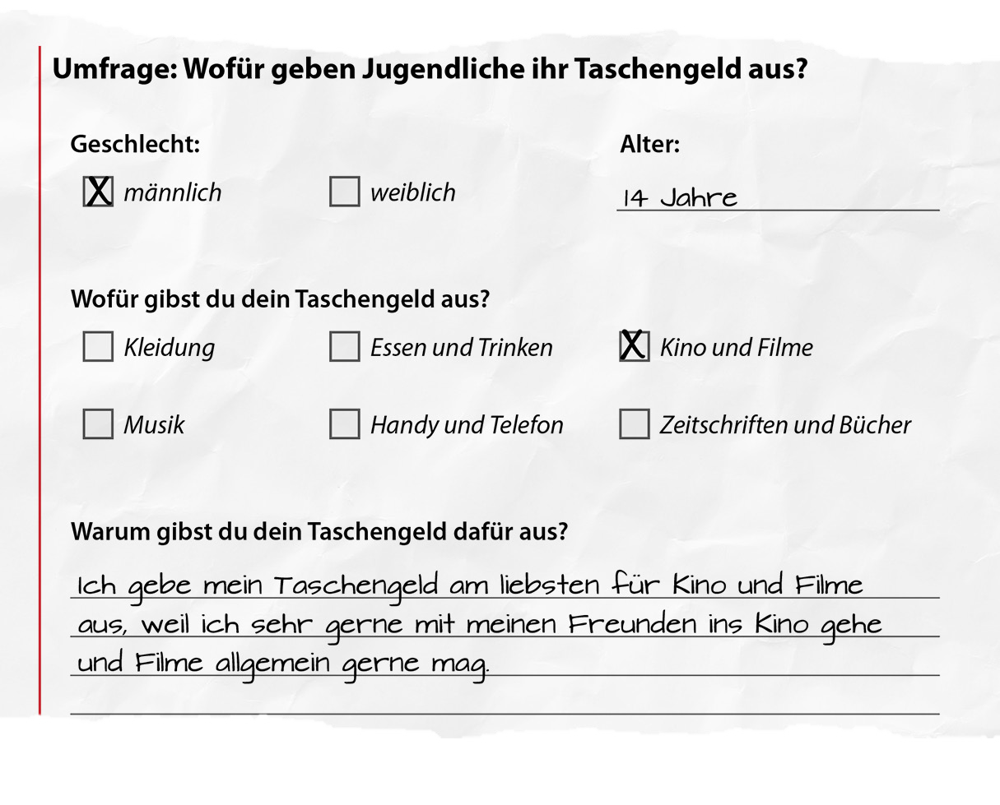 Umfrage: Wofür geben Jugendliche ihr Taschengeld aus?
Geschlecht: Alter:
X männlich weiblich 14 Jahre
Wofür gibst du dein Taschengeld aus?
Kleidung Essen und Trinken X Kino und Filme
Musik Handy und Telefon Zeitschriften und Bücher
Warum gibst du dein Taschengeld dafür aus?
Ich gebe mein Taschengeld am liebsten für Kino und Filme
aus, weil ich sehr gerne mit meinen Freunden ins Kino gehe
und Filme allgemein gerne mag.